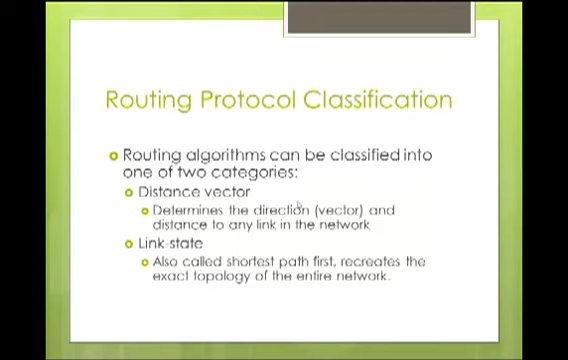 Routing Protocol Classification
Routing algorithms can be classified into
one of two categories:
Distance vector
Determines the direction (vector) and
distance to any link in the network
Link-state
Also called shortest path first, recreates the
exact topology of the entire network.